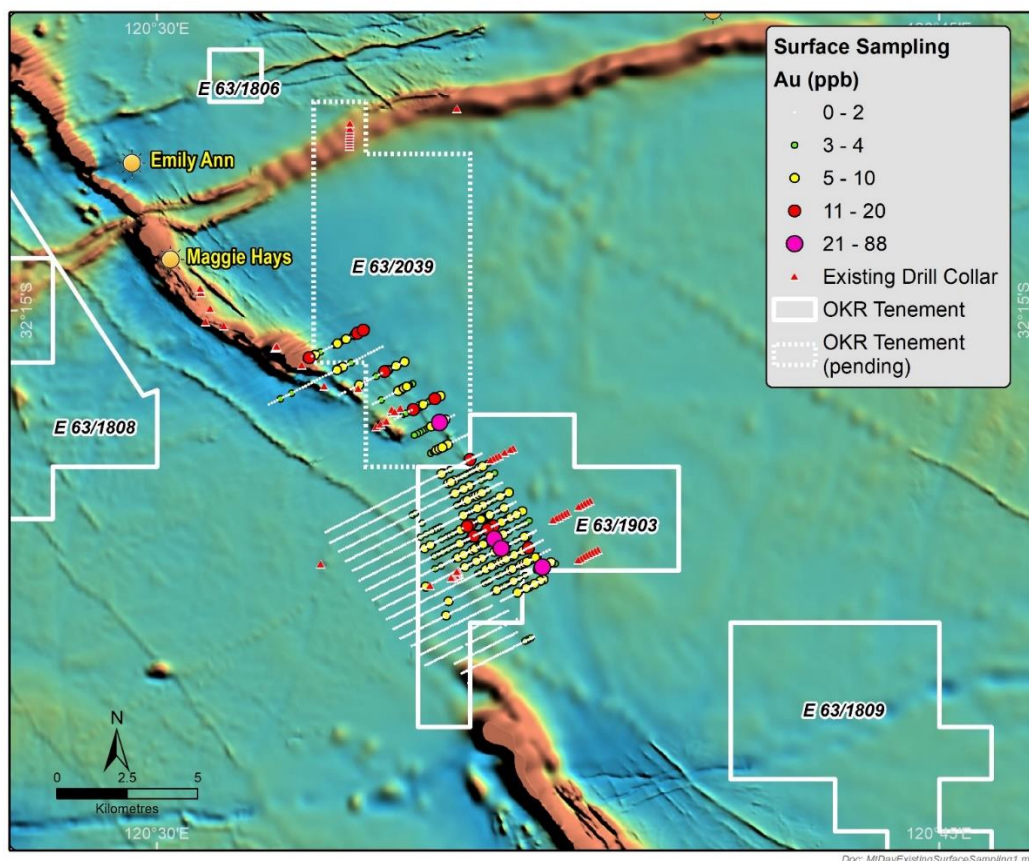 120°30'E
120°45'E
Surface Sampling
Au (ppb)
0 - 2
3 - 4
5 - 10
11 - 20
21 - 88
Existing Drill Collar
OKR Tenement
OKR Tenement
(pending)
E 63/1806
Emily Ann
Maggie Hays
E 63/2039
32°15'S
32°15'S
E 63/1808
E 63/1903
E 63/1809
N
0 2.5 5
Kilometres
120°30'E
120°45'E